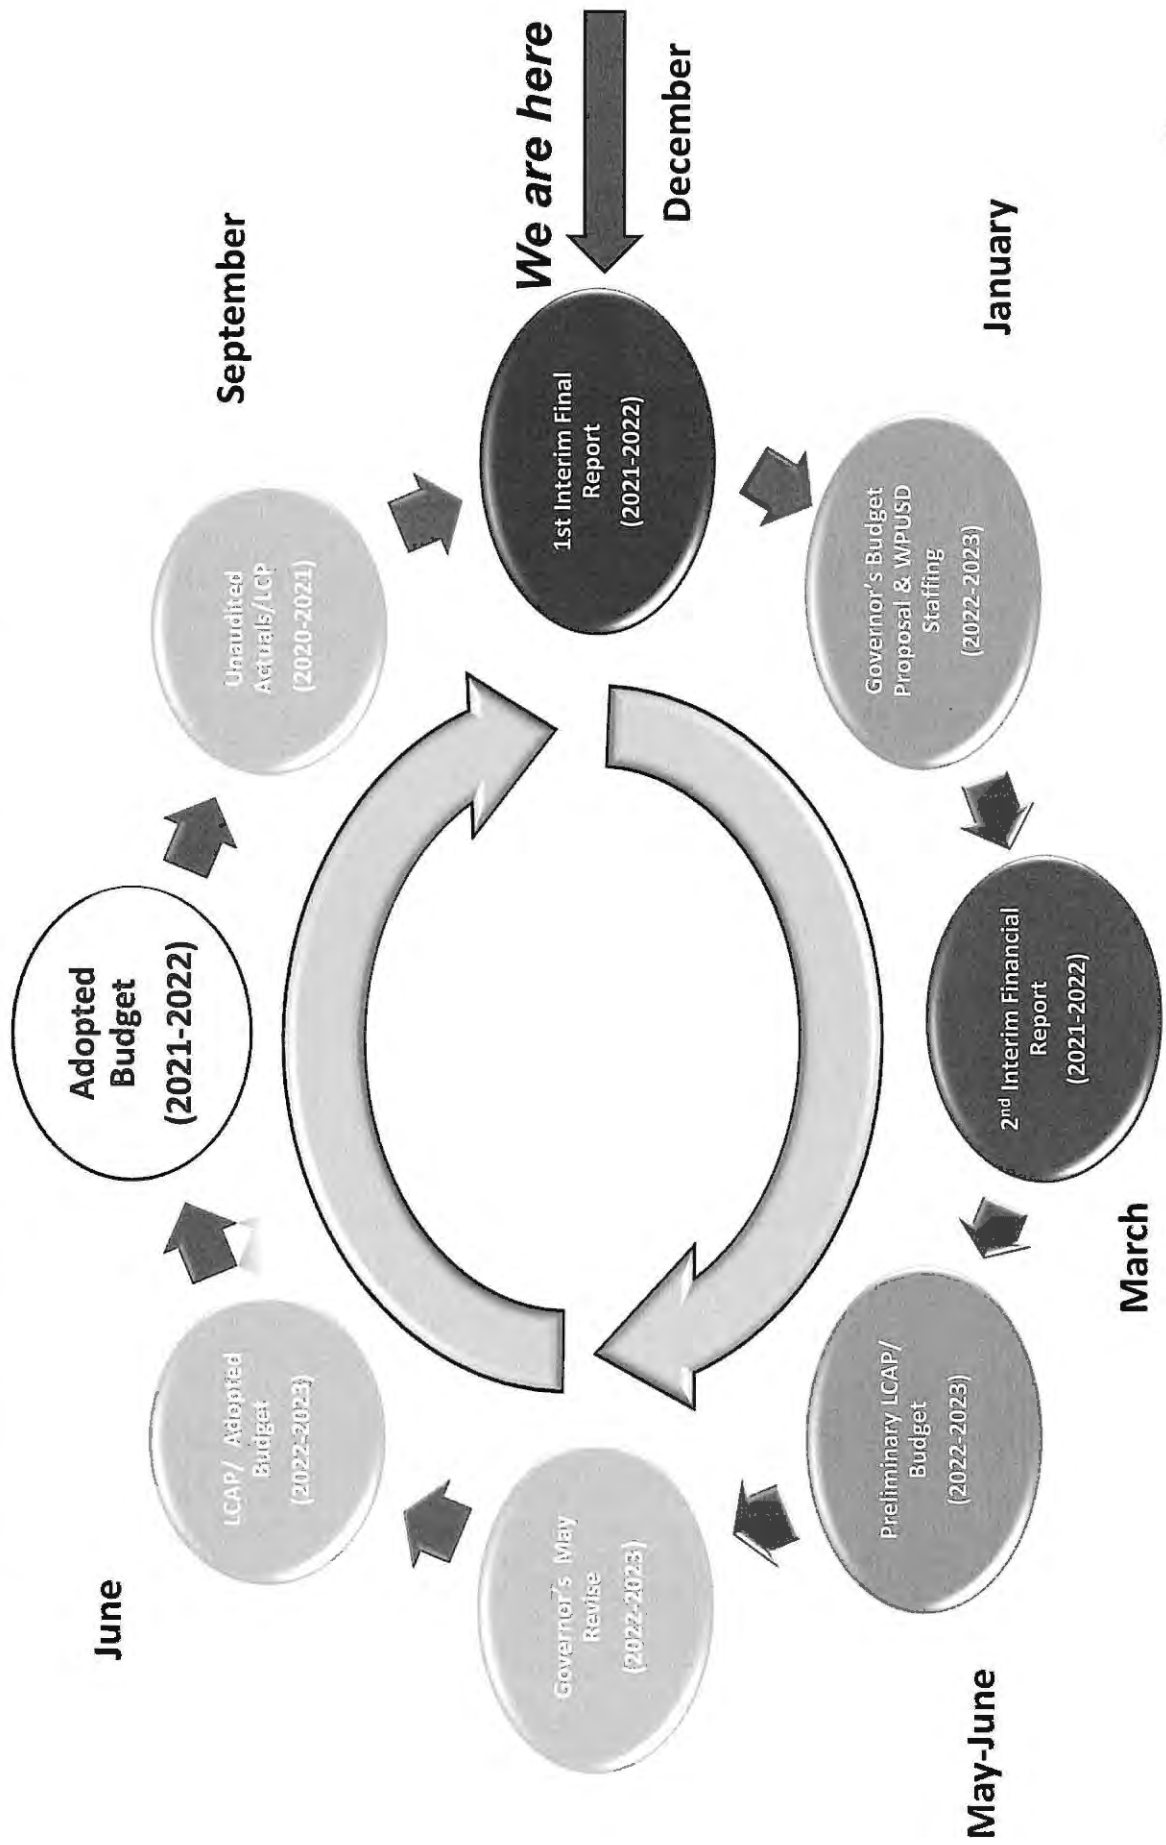 Adopted
Budget
(2021-2022)
September
Unaudited
Actuals/LCP
(2020-2021)
We are here
December
1st Interim Final
Report
(2021-2022)
January
Governor's Budget
Proposal & WPUSD
Staffing
(2022-2023)
2nd Interim Financial
Report
(2021-2022)
March
Preliminary LCAP/
Budget
(2022-2023)
May-June
Governor's May
Revise
(2022-2023)
June
LCAP/ Adopted
Budget
(2022-2023)